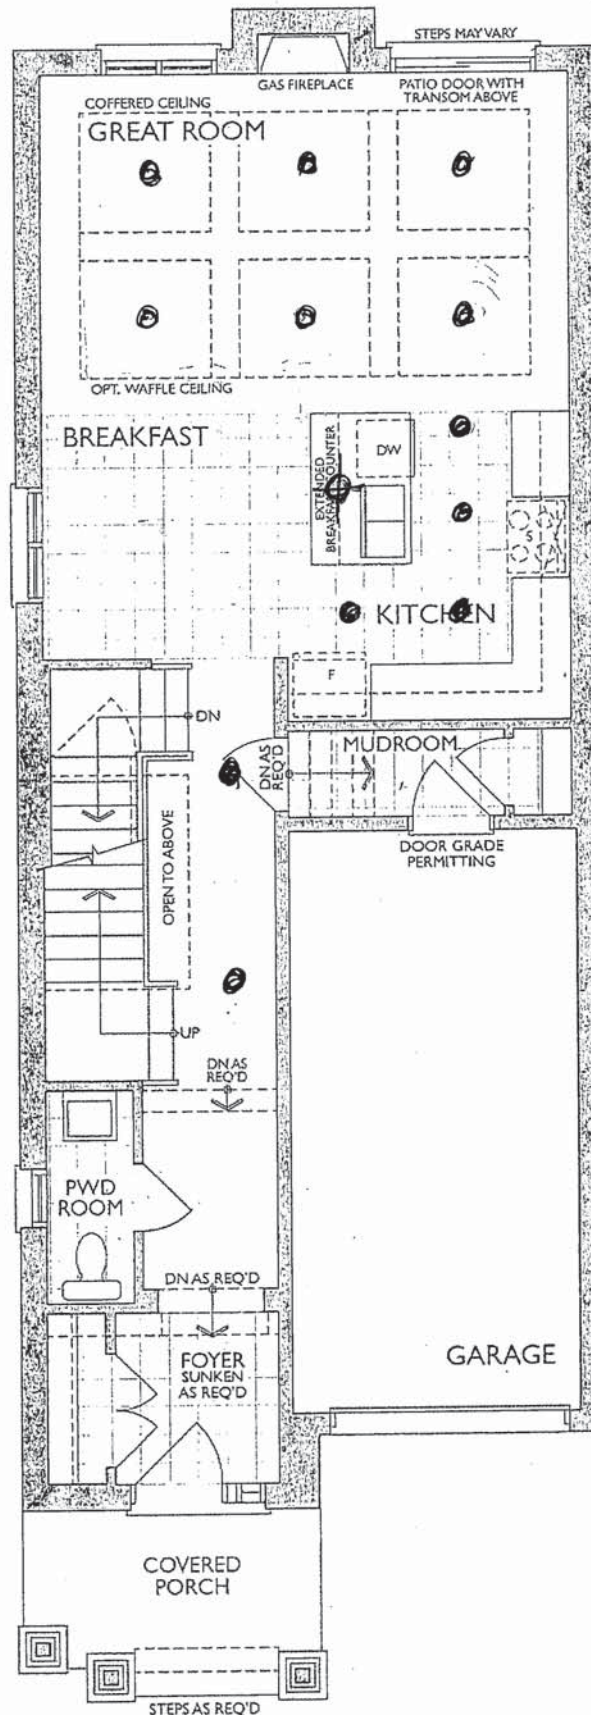 STEPS MAY VARY
GAS FIREPLACE
PATIO DOOR WITH
TRANSOM ABOVE
COFFERED CEILING
GREAT ROOM
OPT. WAFFLE CEILING
BREAKFAST
EXTENDED
BREAKFAST COUNTER
DW
S
KITCHEN
F
DN
DN AS
REQ'D
MUDROOM
DOOR GRADE
PERMITTING
OPEN TO ABOVE
UP
DN AS
REQ'D
PWD
ROOM
DN AS REQ'D
FOYER
SUNKEN
AS REQ'D
GARAGE
COVERED
PORCH
STEPS AS REQ'D